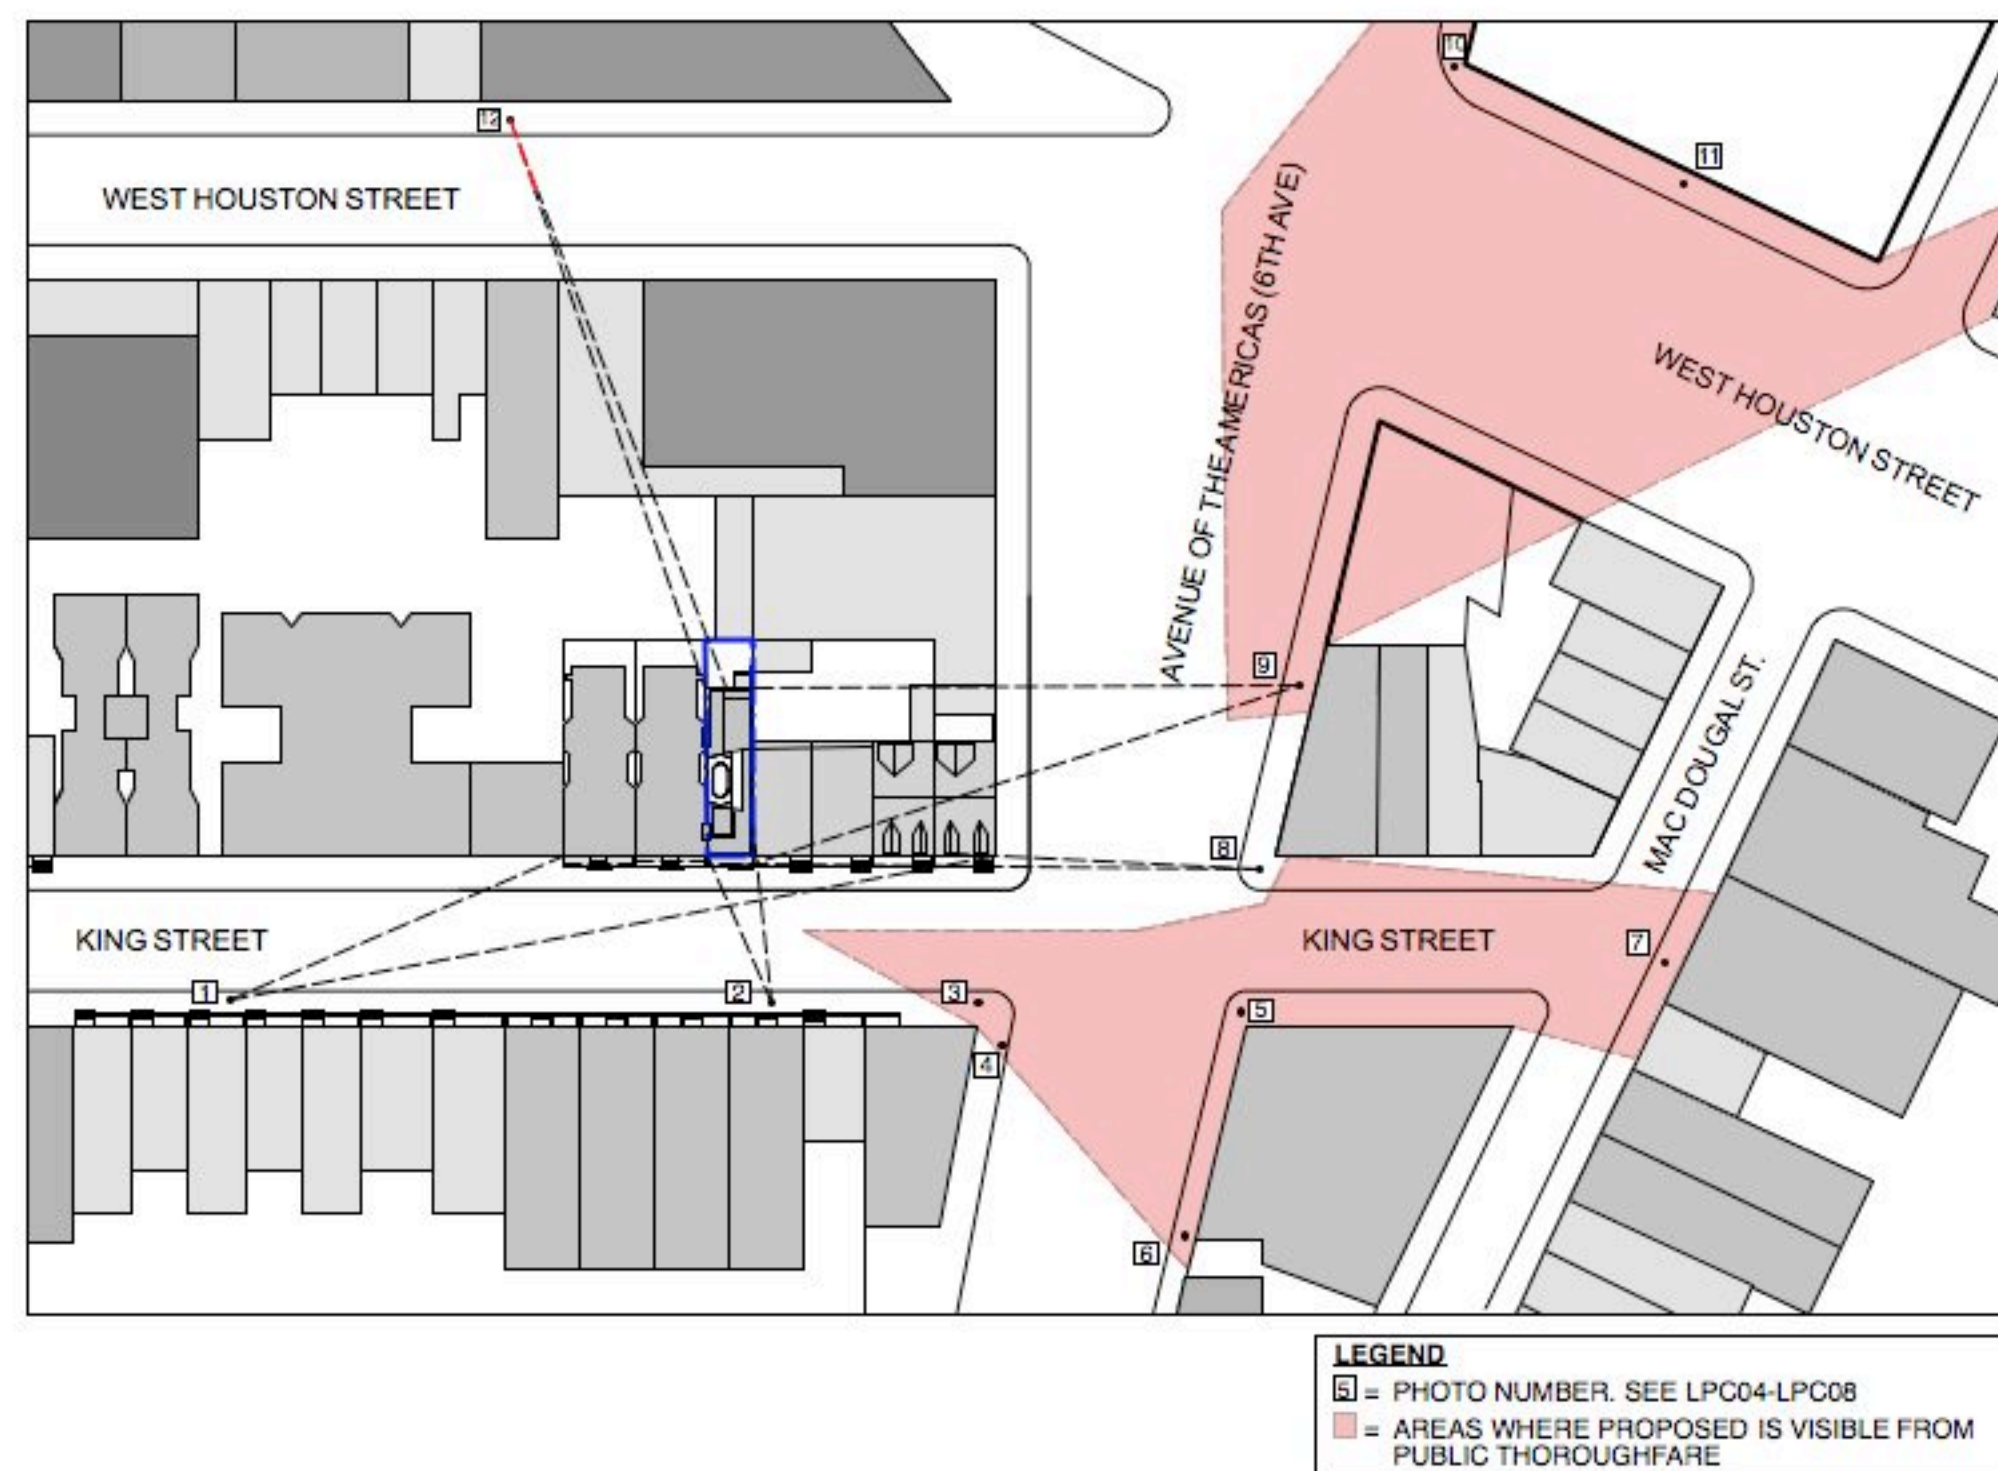 10
12
11
WEST HOUSTON STREET
AVENUE OF THE AMERICAS (6TH AVE)
WEST HOUSTON STREET
9
MAC DOUGAL ST.
8
KING STREET
KING STREET
7
1
2
3
5
4
6
LEGEND
5 = PHOTO NUMBER. SEE LPC04-LPC08
= AREAS WHERE PROPOSED IS VISIBLE FROM
PUBLIC THOROUGHFARE